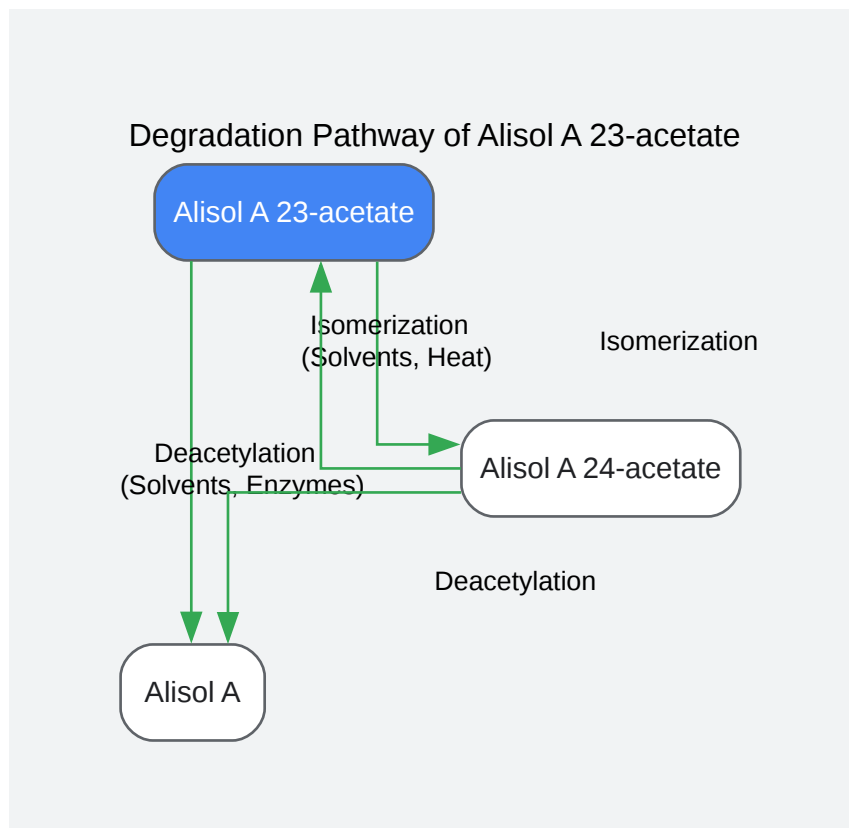 Degradation Pathway of Alisol A 23-acetate
Alisol A 23-acetate
Isomerization
(Solvents, Heat)
Isomerization
Deacetylation
(Solvents, Enzymes)
Alisol A 24-acetate
Deacetylation
Alisol A